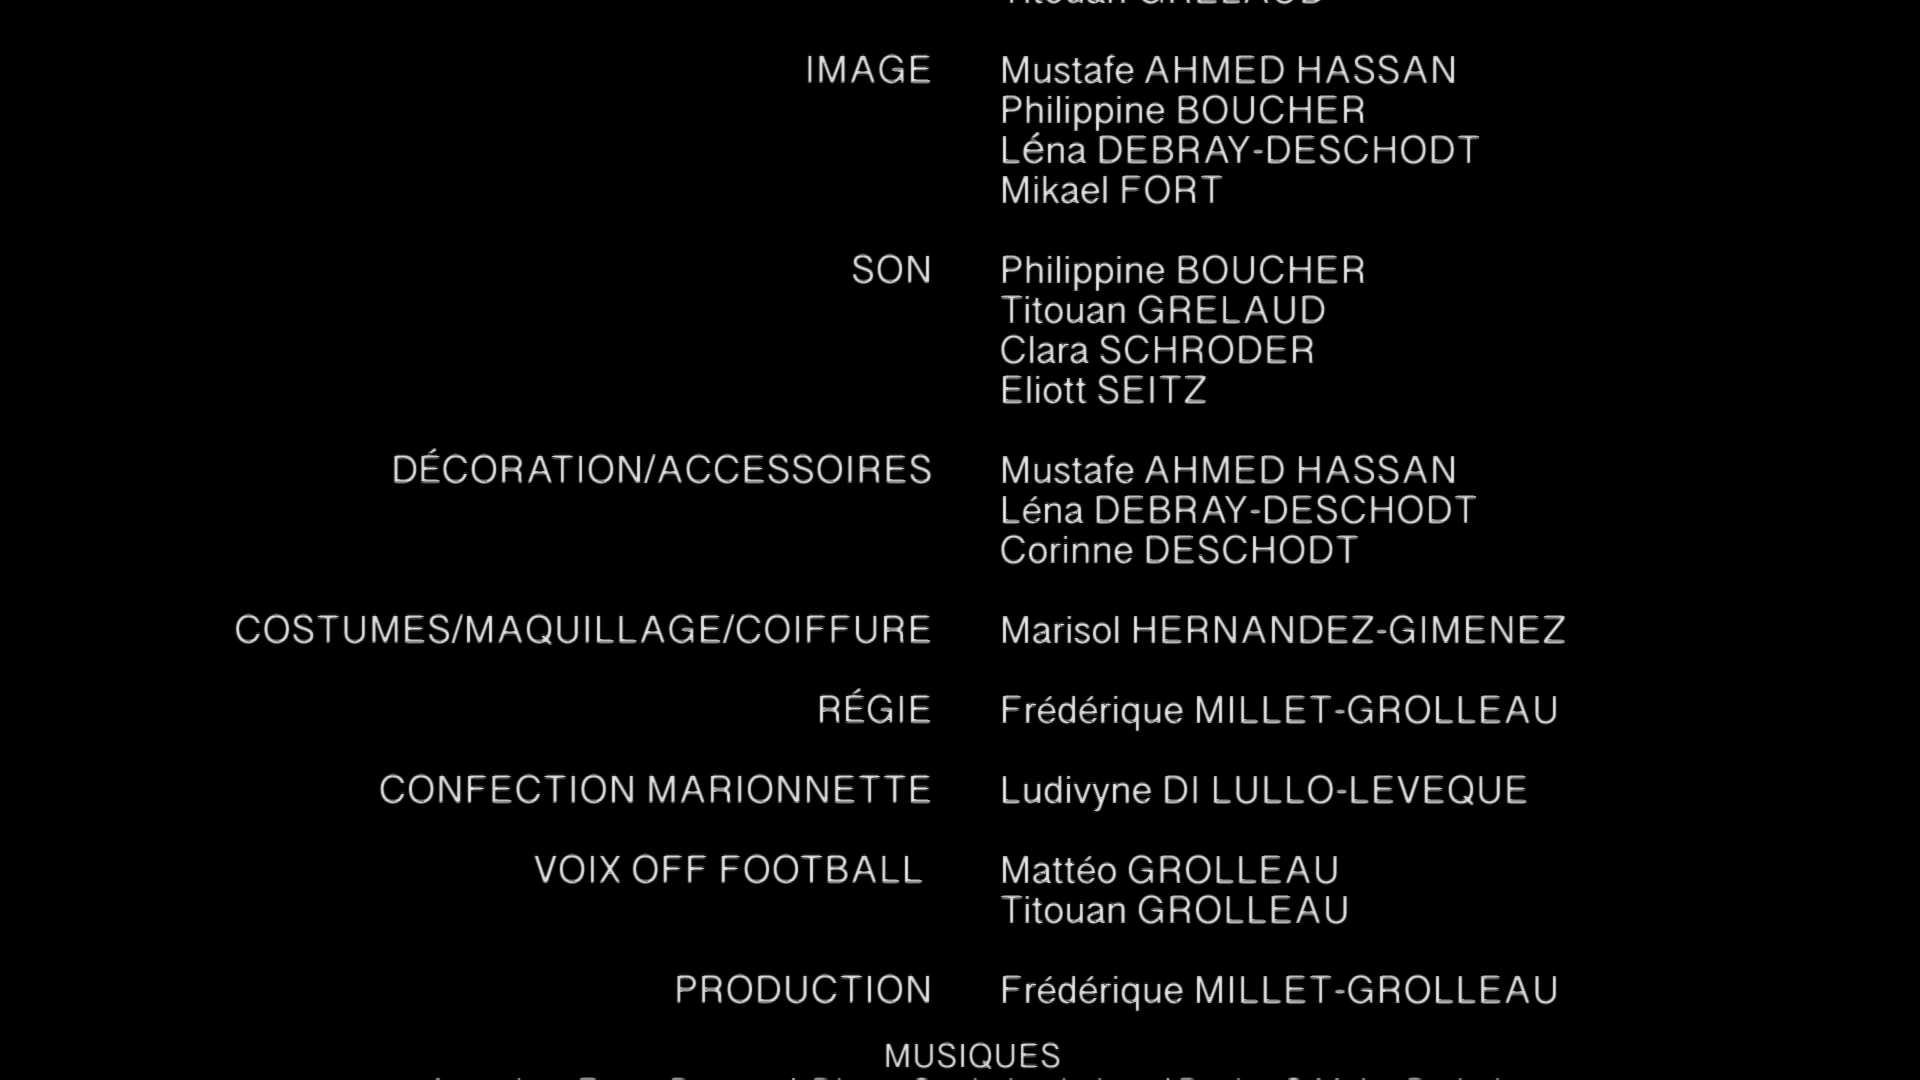 Titouan GRELAUD
IMAGE Mustafe AHMED HASSAN
Philippine BOUCHER
Léna DEBRAY-DESCHODT
Mikael FORT
SON Philippine BOUCHER
Titouan GRELAUD
Clara SCHRODER
Eliott SEITZ
DÉCORATION/ACCESSOIRES Mustafe AHMED HASSAN
Léna DEBRAY-DESCHODT
Corinne DESCHODT
COSTUMES/MAQUILLAGE/COIFFURE Marisol HERNANDEZ-GIMENEZ
RÉGIE Frédérique MILLET-GROLLEAU
CONFECTION MARIONNETTE Ludivyne DI LULLO-LEVEQUE
VOIX OFF FOOTBALL Mattéo GROLLEAU
Titouan GROLLEAU
PRODUCTION Frédérique MILLET-GROLLEAU
MUSIQUES